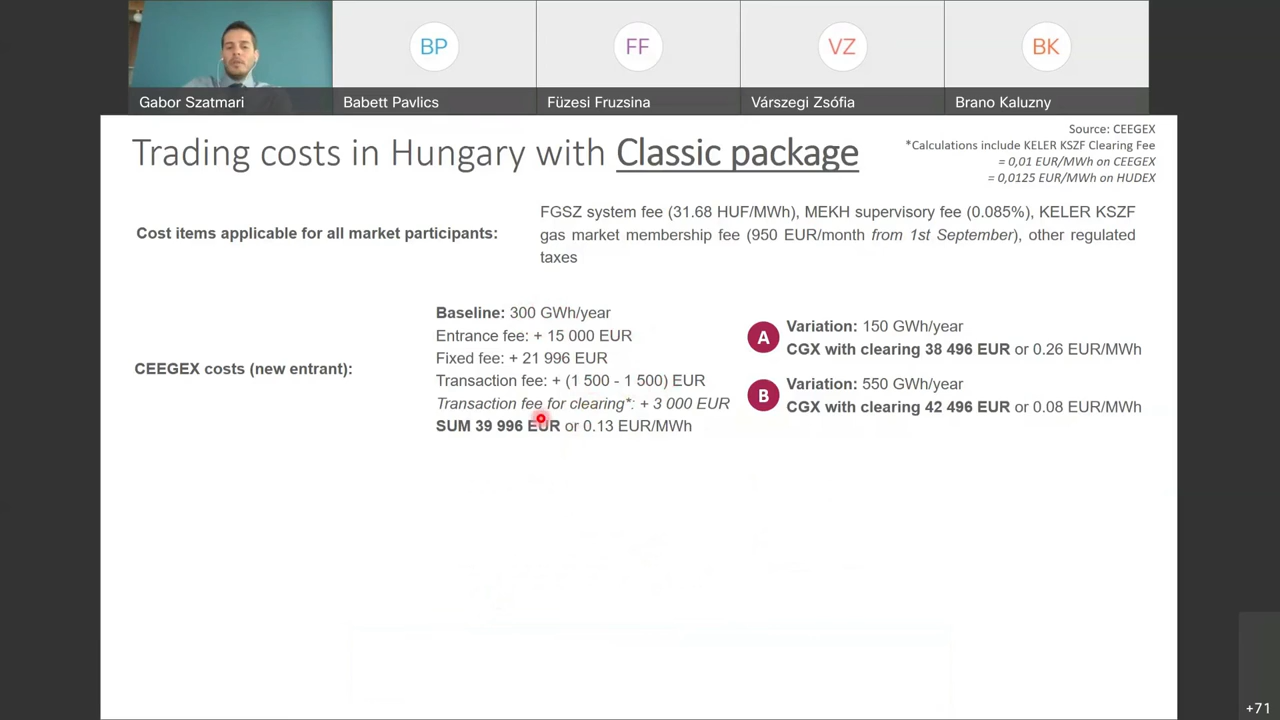 BP
FF
VZ
BK
Gabor Szatmari
Babett Pavlics
Füzesi Fruzsina
Várszegi Zsófia
Brano Kaluzny
Trading costs in Hungary with Classic package
Source: CEEGEX
*Calculations include KELER KSZF Clearing Fee
= 0,01 EUR/MWh on CEEGEX
= 0,0125 EUR/MWh on HUDEX
Cost items applicable for all market participants:
FGSZ system fee (31.68 HUF/MWh), MEKH supervisory fee (0.085%), KELER KSZF
gas market membership fee (950 EUR/month from 1st September), other regulated
taxes
CEEGEX costs (new entrant):
Baseline: 300 GWh/year
Entrance fee: + 15 000 EUR
Fixed fee: + 21 996 EUR
Transaction fee: + (1 500 - 1 500) EUR
Transaction fee for clearing*: + 3 000 EUR
SUM 39 996 EUR or 0.13 EUR/MWh
A
Variation: 150 GWh/year
CGX with clearing 38 496 EUR or 0.26 EUR/MWh
B
Variation: 550 GWh/year
CGX with clearing 42 496 EUR or 0.08 EUR/MWh
+71